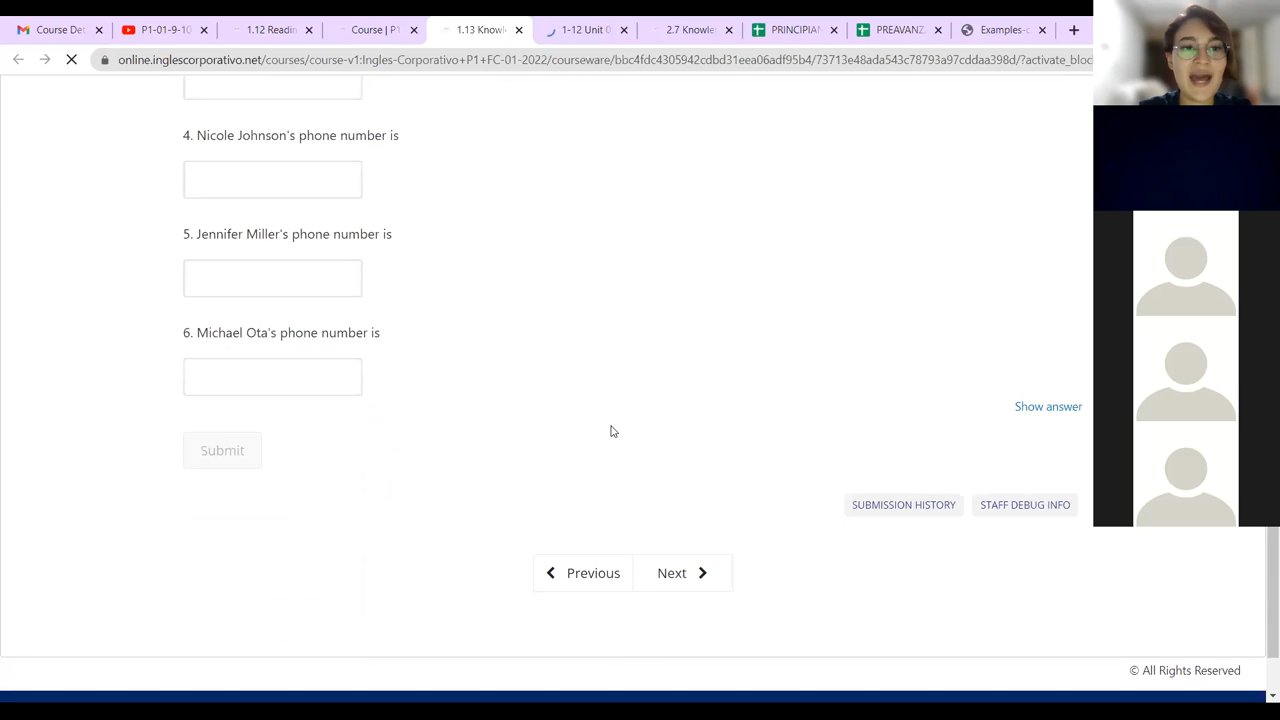 Course Det
P1-01-9-10
1.12 Readin
Course | P1
1.13 Knowl
1-12 Unit 0
2.7 Knowle
PRINCIPIAN
PREAVANZ
Examples-c
online.inglescorporativo.net/courses/course-v1:Ingles-Corporativo+P1+FC-01-2022/courseware/bbc4fdc4305942cdbd31eea06adf95b4/73713e48ada543c78793a97cddaa398d/?activate_bloc
4. Nicole Johnson's phone number is
5. Jennifer Miller's phone number is
6. Michael Ota's phone number is
Show answer
Submit
SUBMISSION HISTORY
STAFF DEBUG INFO
Previous
Next
© All Rights Reserved